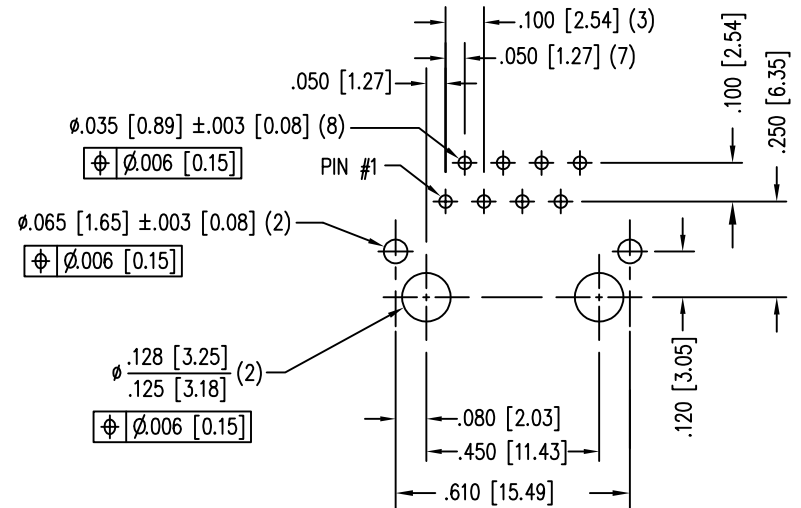 .100 [2.54] (3)
.050 [1.27] (7)
.050 [1.27]
.100 [2.54]
.250 [6.35]
ø.035 [0.89] ±.003 [0.08] (8)
⌖ Ø.006 [0.15]
PIN #1
ø.065 [1.65] ±.003 [0.08] (2)
⌖ Ø.006 [0.15]
ø .128 [3.25]
.125 [3.18] (2)
⌖ Ø.006 [0.15]
.120 [3.05]
.080 [2.03]
.450 [11.43]
.610 [15.49]